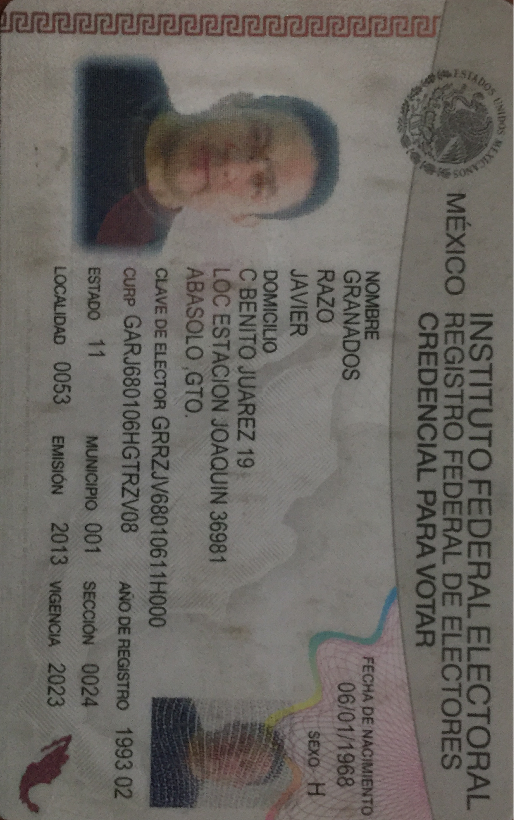 ESTADOS UNIDOS MEXICANOS
MÉXICO
INSTITUTO FEDERAL ELECTORAL
REGISTRO FEDERAL DE ELECTORES
CREDENCIAL PARA VOTAR
NOMBRE
GRANADOS
RAZO
JAVIER
FECHA DE NACIMIENTO
06/01/1968
SEXO H
DOMICILIO
C BENITO JUAREZ 19
LOC ESTACION JOAQUIN 36981
ABASOLO ,GTO.
CLAVE DE ELECTOR GRRZJV68010611H000
CURP GARJ680106HGTRZV08 AÑO DE REGISTRO 1993 02
ESTADO 11 MUNICIPIO 001 SECCIÓN 0024
LOCALIDAD 0053 EMISIÓN 2013 VIGENCIA 2023